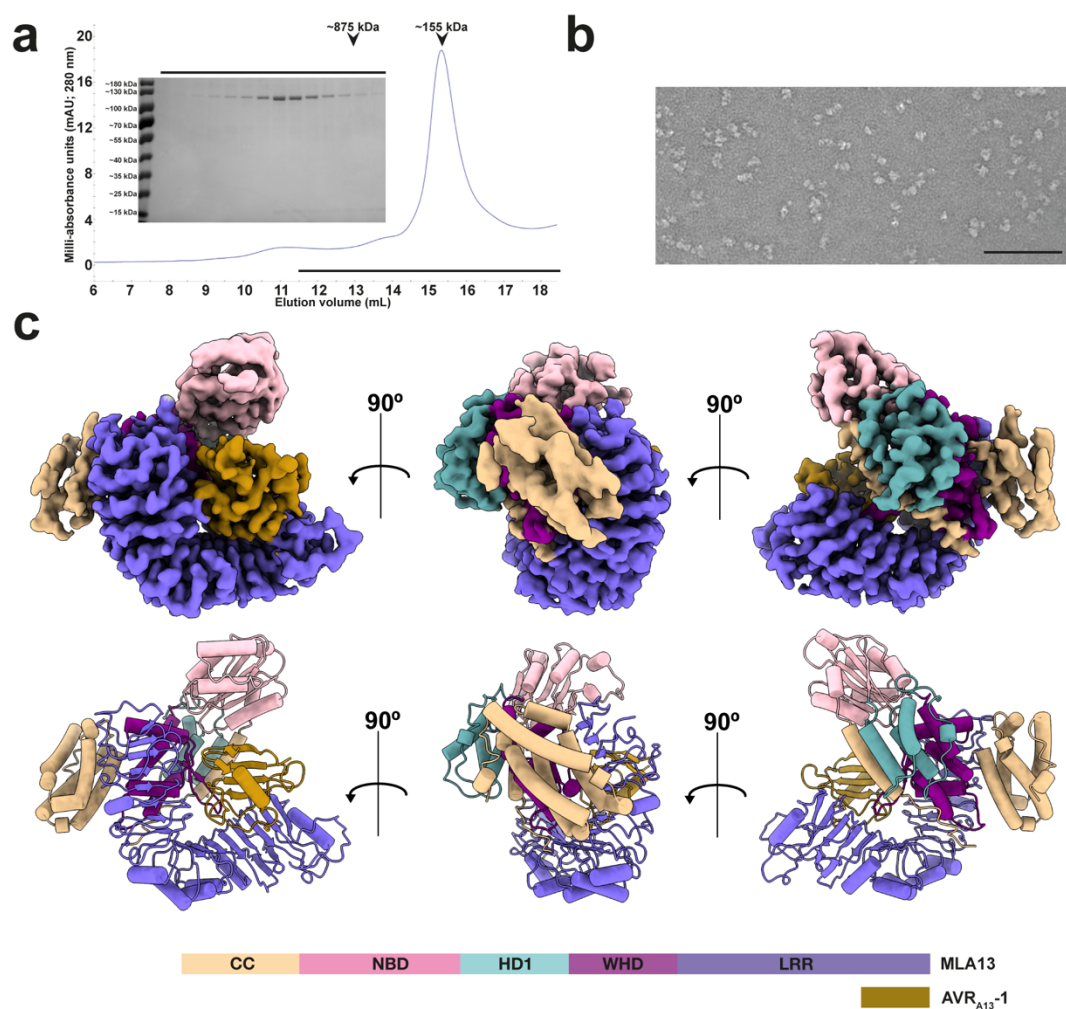 a
~875 kDa
~155 kDa
20
16
12
8
4
0
Milli-absorbance units (mAU; 280 nm)
~180 kDa
~130 kDa
~100 kDa
~70 kDa
~55 kDa
~40 kDa
~35 kDa
~25 kDa
~15 kDa
6 7 8 9 10 11 12 13 14 15 16 17 18
Elution volume (mL)
b
c
90º
90º
90º
90º
CC NBD HD1 WHD LRR MLA13
AVRA13-1